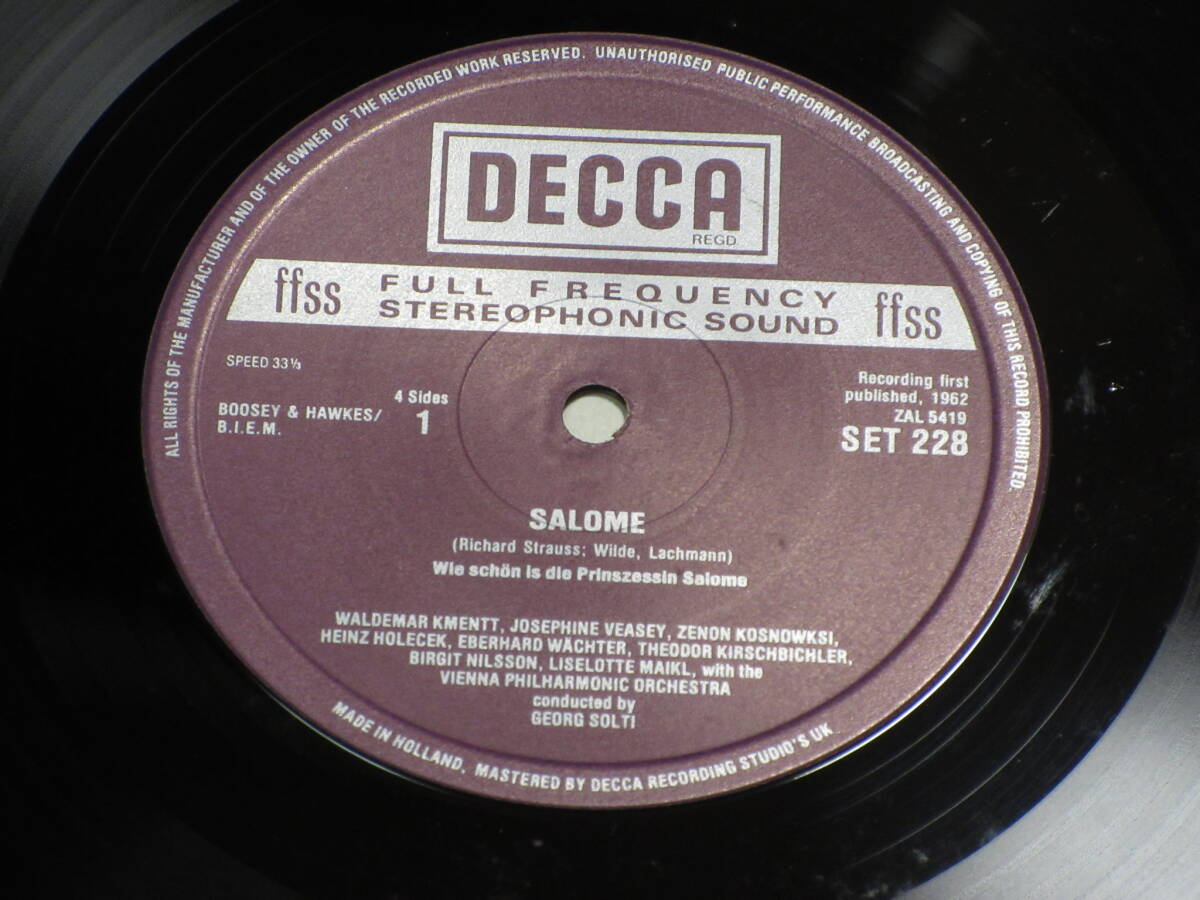 ALL RIGHTS OF THE MANUFACTURER AND OF THE OWNER OF THE RECORDED WORK RESERVED. UNAUTHORISED PUBLIC PERFORMANCE BROADCASTING AND COPYING OF THIS RECORD PROHIBITED.
DECCA
REGD.
ffss FULL FREQUENCY ffss
STEREOPHONIC SOUND
SPEED 33⅓
BOOSEY & HAWKES/
B.I.E.M.
4 Sides
1
Recording first
published, 1962
ZAL 5419
SET 228
SALOME
(Richard Strauss; Wilde, Lachmann)
Wie schön is die Prinszessin Salome
WALDEMAR KMENTT, JOSEPHINE VEASEY, ZENON KOSNOWKSI,
HEINZ HOLECEK, EBERHARD WÄCHTER, THEODOR KIRSCHBICHLER,
BIRGIT NILSSON, LISELOTTE MAIKL, with the
VIENNA PHILHARMONIC ORCHESTRA
conducted by
GEORG SOLTI
MADE IN HOLLAND. MASTERED BY DECCA RECORDING STUDIO'S UK